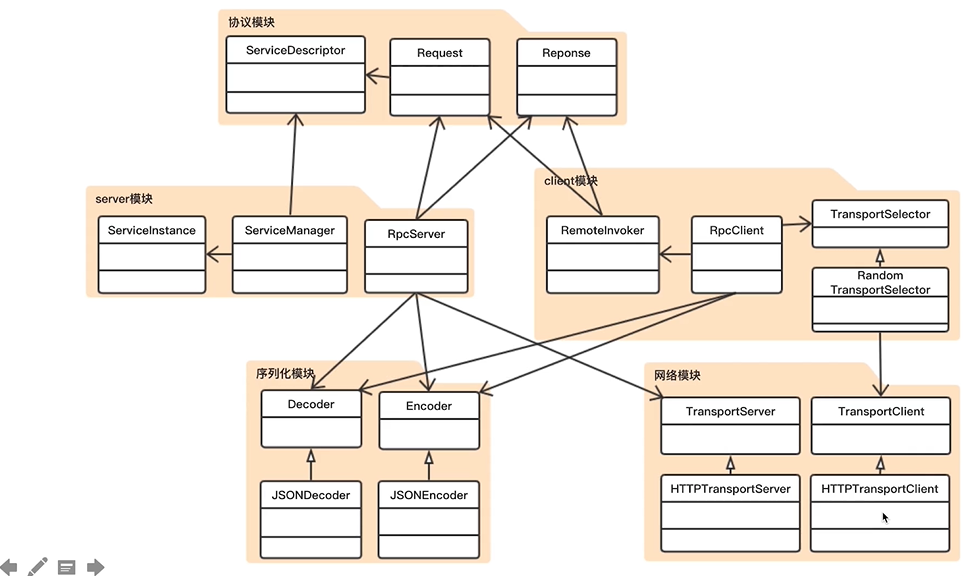 协议模块
ServiceDescriptor
Request
Reponse
server模块
ServiceInstance
ServiceManager
RpcServer
client模块
RemoteInvoker
RpcClient
TransportSelector
Random
TransportSelector
序列化模块
Decoder
Encoder
JSONDecoder
JSONEncoder
网络模块
TransportServer
TransportClient
HTTPTransportServer
HTTPTransportClient